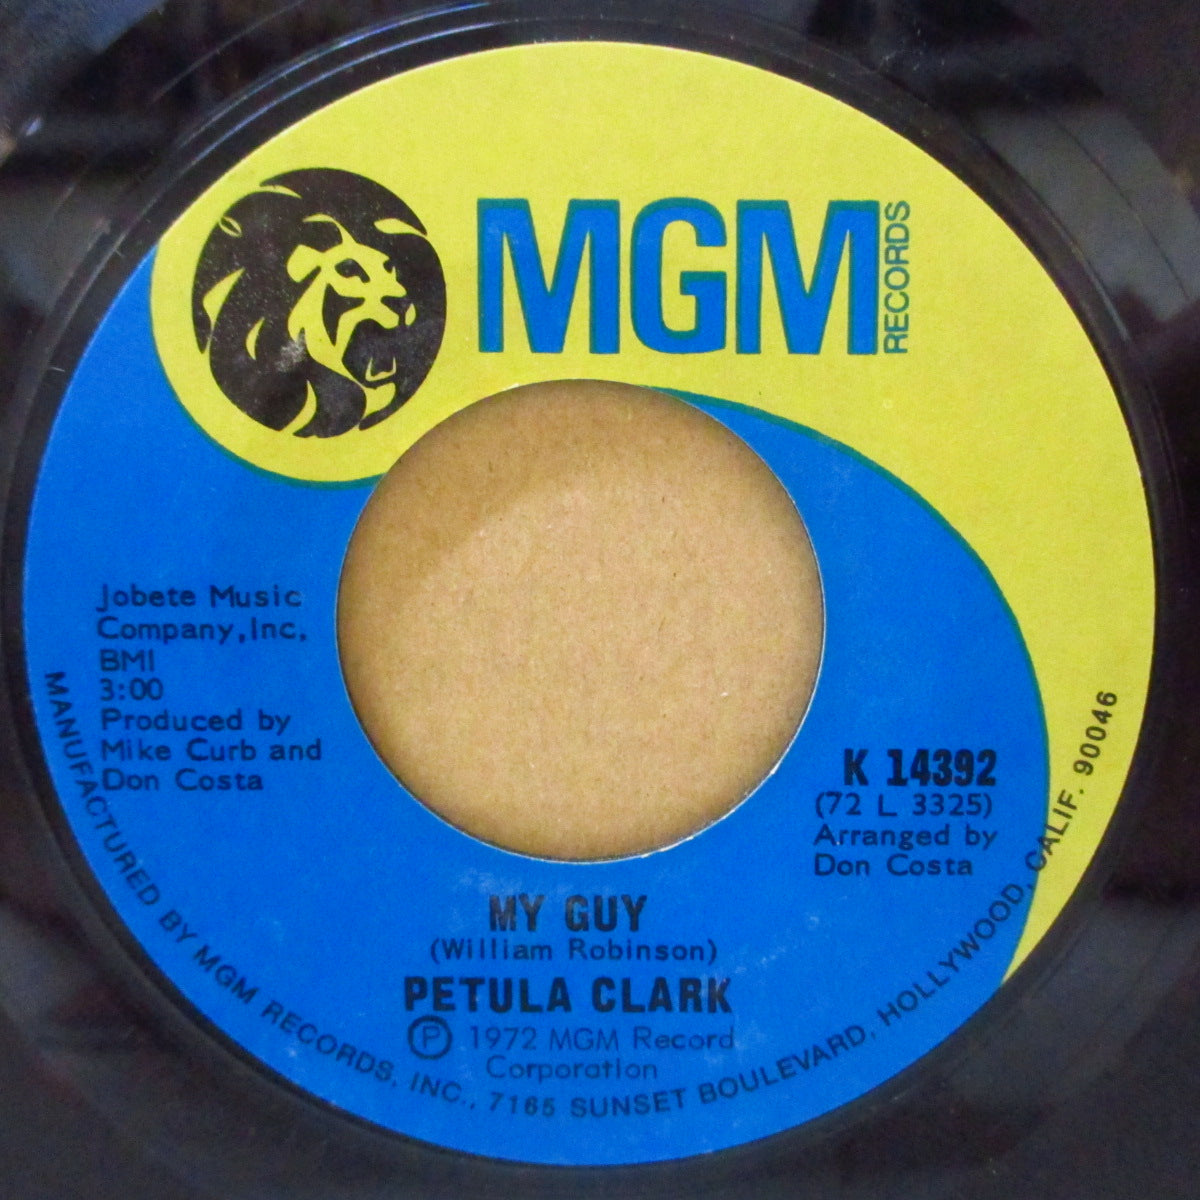 MGM
RECORDS
Jobete Music
Company, Inc.
BMI
3:00
Produced by
Mike Curb and
Don Costa
K 14392
(72 L 3325)
Arranged by
Don Costa
MY GUY
(William Robinson)
PETULA CLARK
Ⓟ 1972 MGM Record
Corporation
MANUFACTURED BY MGM RECORDS, INC., 7165 SUNSET BOULEVARD, HOLLYWOOD, CALIF. 90046